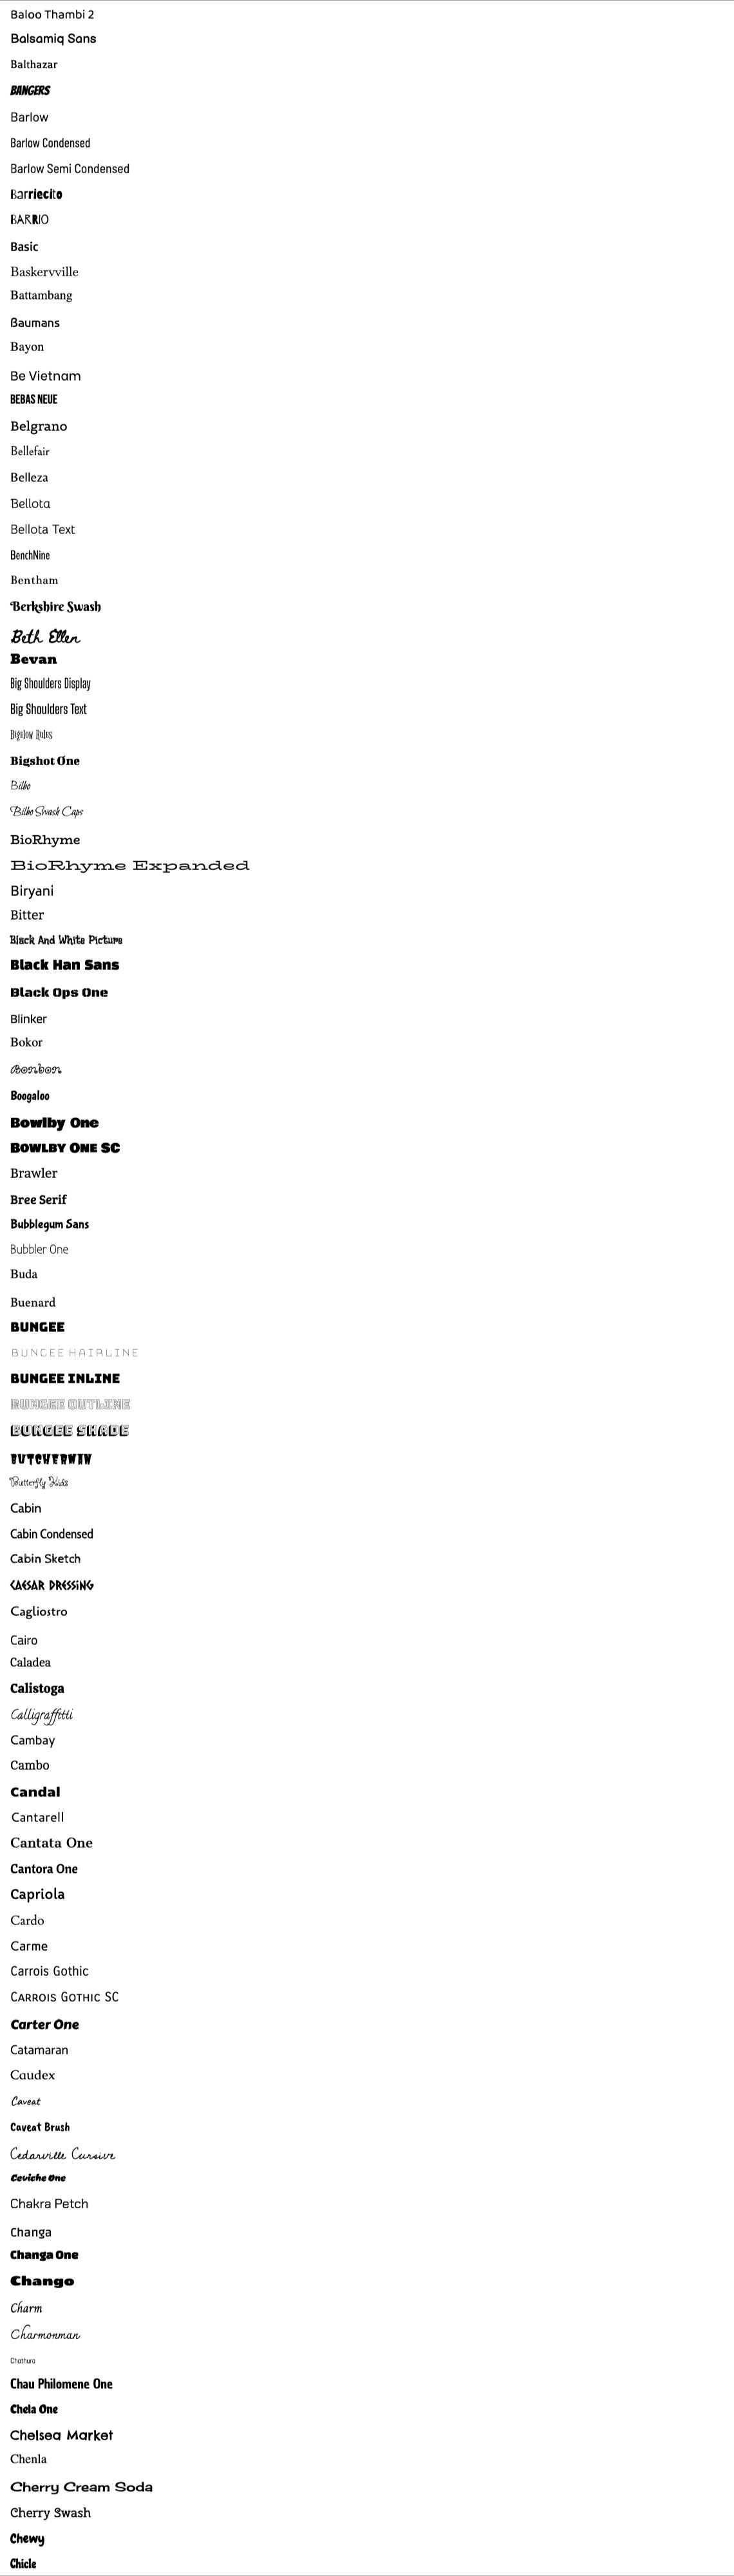 Baloo Thambi 2
Balsamiq Sans
Balthazar
BANGERS
Barlow
Barlow Condensed
Barlow Semi Condensed
Barriecito
BARRIO
Basic
Baskervville
Battambang
Baumans
Bayon
Be Vietnam
BEBAS NEUE
Belgrano
Bellefair
Belleza
Bellota
Bellota Text
BenchNine
Bentham
Berkshire Swash
Beth Ellen
Bevan
Big Shoulders Display
Big Shoulders Text
Bigelow Rules
Bigshot One
Bilbo
Bilbo Swash Caps
BioRhyme
BioRhyme Expanded
Biryani
Bitter
Black And White Picture
Black Han Sans
Black Ops One
Blinker
Bokor
Bonbon
Boogaloo
Bowlby One
BOWLBY ONE SC
Brawler
Bree Serif
Bubblegum Sans
Bubbler One
Buda
Buenard
BUNGEE
BUNGEE HAIRLINE
BUNGEE INLINE
BUNGEE OUTLINE
BUNGEE SHADE
BUTCHERMAN
Butterfly Kids
Cabin
Cabin Condensed
Cabin Sketch
CAESAR DRESSiNG
Cagliostro
Cairo
Caladea
Calistoga
Calligraffitti
Cambay
Cambo
Candal
Cantarell
Cantata One
Cantora One
Capriola
Cardo
Carme
Carrois Gothic
CARROIS GOTHIC SC
Carter One
Catamaran
Caudex
Caveat
Caveat Brush
Cedarville Cursive
Ceviche One
Chakra Petch
Changa
Changa One
Chango
Charm
Charmonman
Chathura
Chau Philomene One
Chela One
Chelsea Market
Chenla
Cherry Cream Soda
Cherry Swash
Chewy
Chicle